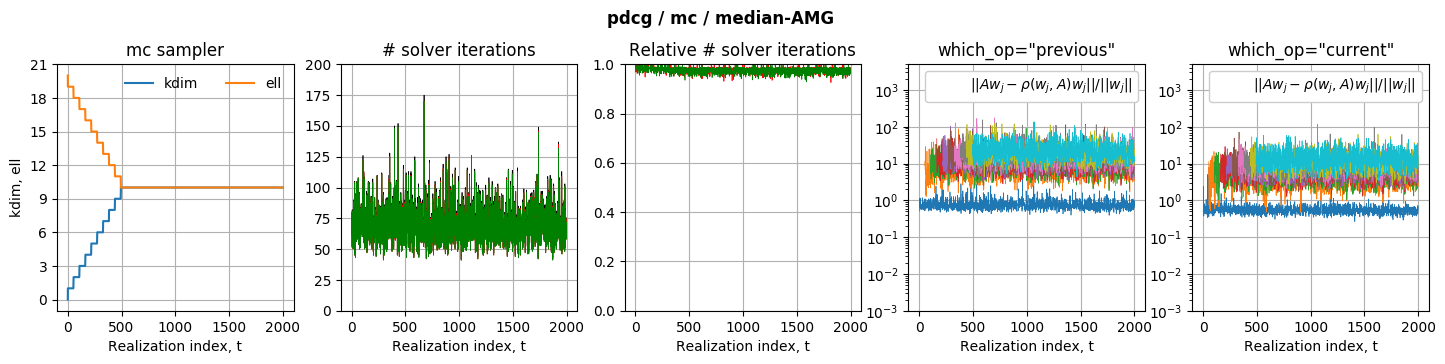 pdcg / mc / median-AMG
mc sampler
kdim, ell
21
18
15
12
9
6
3
0
kdim
ell
0 500 1000 1500 2000
Realization index, t
# solver iterations
200
175
150
125
100
75
50
25
0
0 500 1000 1500 2000
Realization index, t
Relative # solver iterations
1.0
0.8
0.6
0.4
0.2
0.0
0 500 1000 1500 2000
Realization index, t
which_op="previous"
||Aw_j − ρ(w_j, A)w_j||/||w_j||
10³
10²
10¹
10⁰
10⁻¹
10⁻²
10⁻³
0 500 1000 1500 2000
Realization index, t
which_op="current"
||Aw_j − ρ(w_j, A)w_j||/||w_j||
10³
10²
10¹
10⁰
10⁻¹
10⁻²
10⁻³
0 500 1000 1500 2000
Realization index, t